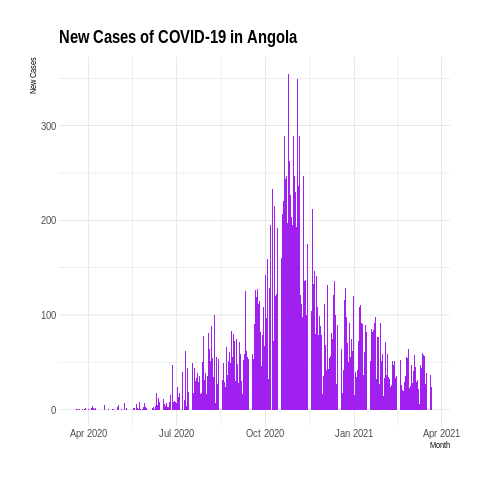 New Cases of COVID-19 in Angola
New Cases
300
200
100
0
Apr 2020 Jul 2020 Oct 2020 Jan 2021 Apr 2021
Month